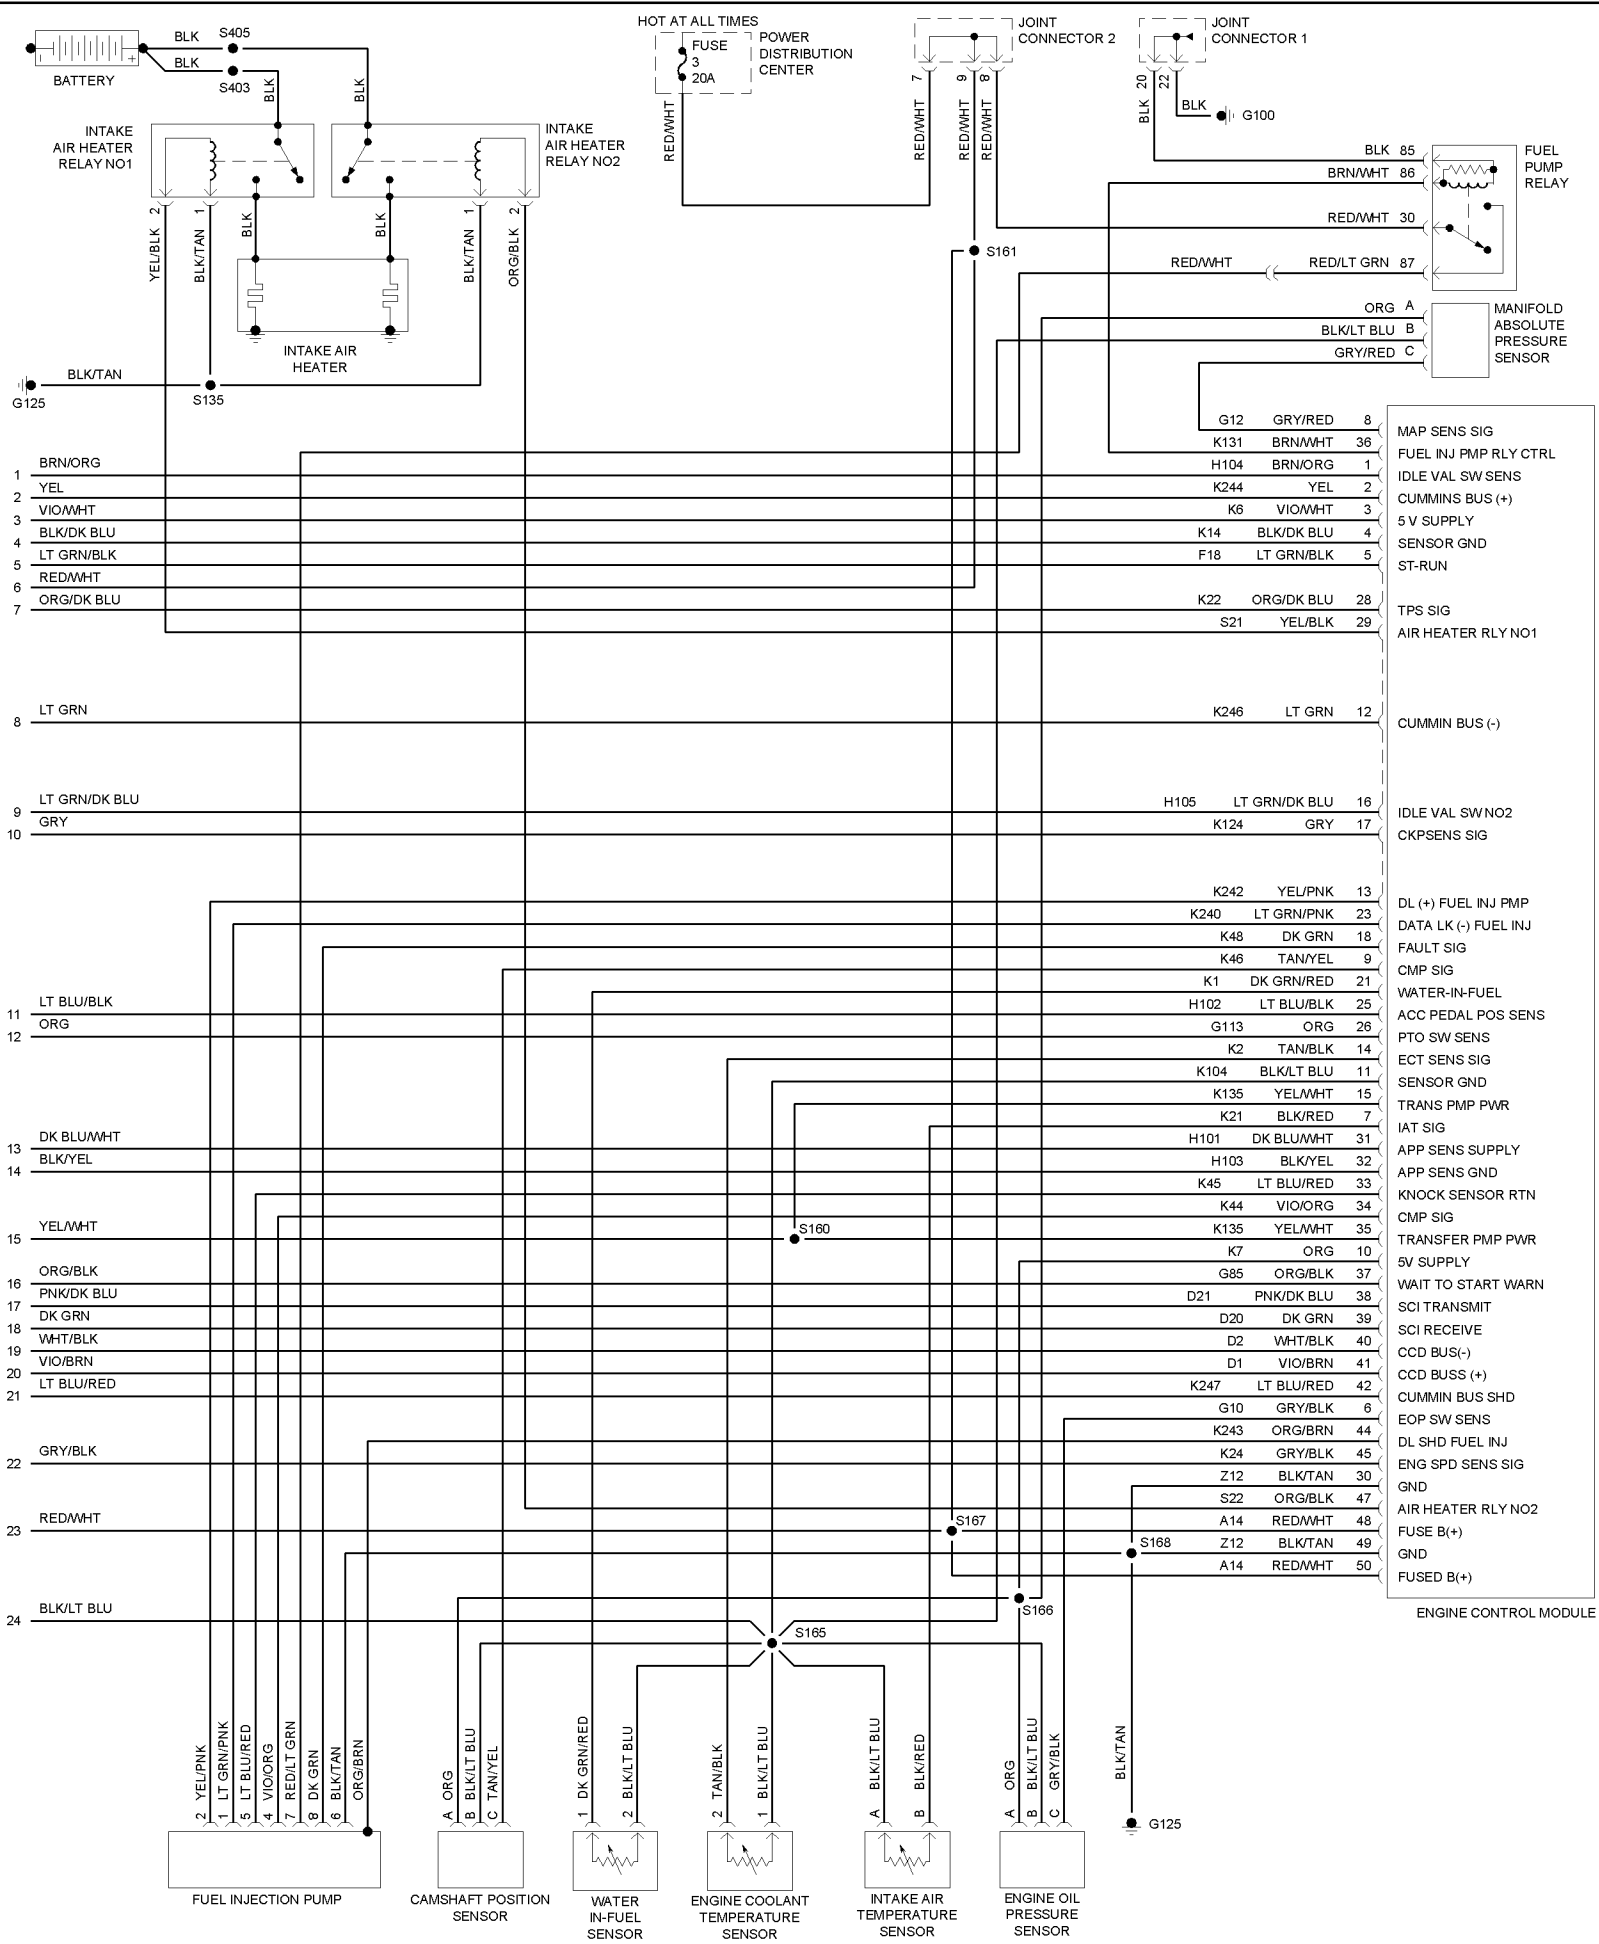 HOT AT ALL TIMES
BLK
S405
BLK
S403
BATTERY
BLK
BLK
FUSE
3
20A
POWER
DISTRIBUTION
CENTER
RED/WHT
JOINT
CONNECTOR 2
7
9
8
RED/WHT
RED/WHT
RED/WHT
JOINT
CONNECTOR 1
20
22
BLK
BLK
G100
INTAKE
AIR HEATER
RELAY NO1
INTAKE
AIR HEATER
RELAY NO2
2
1
1
2
YEL/BLK
BLK/TAN
BLK
BLK
BLK/TAN
ORG/BLK
INTAKE AIR
HEATER
BLK/TAN
G125
S135
BLK 85
BRN/WHT 86
RED/WHT 30
RED/WHT
RED/LT GRN 87
FUEL
PUMP
RELAY
S161
ORG A
BLK/LT BLU B
GRY/RED C
MANIFOLD
ABSOLUTE
PRESSURE
SENSOR
G12 GRY/RED 8 MAP SENS SIG
K131 BRN/WHT 36 FUEL INJ PMP RLY CTRL
1 BRN/ORG H104 BRN/ORG 1 IDLE VAL SW SENS
2 YEL K244 YEL 2 CUMMINS BUS (+)
3 VIO/WHT K6 VIO/WHT 3 5 V SUPPLY
4 BLK/DK BLU K14 BLK/DK BLU 4 SENSOR GND
5 LT GRN/BLK F18 LT GRN/BLK 5 ST-RUN
6 RED/WHT
7 ORG/DK BLU K22 ORG/DK BLU 28 TPS SIG
S21 YEL/BLK 29 AIR HEATER RLY NO1
8 LT GRN K246 LT GRN 12 CUMMIN BUS (-)
9 LT GRN/DK BLU H105 LT GRN/DK BLU 16 IDLE VAL SW NO2
10 GRY K124 GRY 17 CKPSENS SIG
K242 YEL/PNK 13 DL (+) FUEL INJ PMP
K240 LT GRN/PNK 23 DATA LK (-) FUEL INJ
K48 DK GRN 18 FAULT SIG
K46 TAN/YEL 9 CMP SIG
K1 DK GRN/RED 21 WATER-IN-FUEL
11 LT BLU/BLK H102 LT BLU/BLK 25 ACC PEDAL POS SENS
12 ORG G113 ORG 26 PTO SW SENS
K2 TAN/BLK 14 ECT SENS SIG
K104 BLK/LT BLU 11 SENSOR GND
K135 YEL/WHT 15 TRANS PMP PWR
K21 BLK/RED 7 IAT SIG
13 DK BLU/WHT H101 DK BLU/WHT 31 APP SENS SUPPLY
14 BLK/YEL H103 BLK/YEL 32 APP SENS GND
K45 LT BLU/RED 33 KNOCK SENSOR RTN
K44 VIO/ORG 34 CMP SIG
15 YEL/WHT S160 K135 YEL/WHT 35 TRANSFER PMP PWR
K7 ORG 10 5V SUPPLY
16 ORG/BLK G85 ORG/BLK 37 WAIT TO START WARN
17 PNK/DK BLU D21 PNK/DK BLU 38 SCI TRANSMIT
18 DK GRN D20 DK GRN 39 SCI RECEIVE
19 WHT/BLK D2 WHT/BLK 40 CCD BUS(-)
20 VIO/BRN D1 VIO/BRN 41 CCD BUSS (+)
21 LT BLU/RED K247 LT BLU/RED 42 CUMMIN BUS SHD
G10 GRY/BLK 6 EOP SW SENS
K243 ORG/BRN 44 DL SHD FUEL INJ
22 GRY/BLK K24 GRY/BLK 45 ENG SPD SENS SIG
Z12 BLK/TAN 30 GND
S22 ORG/BLK 47 AIR HEATER RLY NO2
23 RED/WHT S167 A14 RED/WHT 48 FUSE B(+)
S168 Z12 BLK/TAN 49 GND
A14 RED/WHT 50 FUSED B(+)
24 BLK/LT BLU
S166
ENGINE CONTROL MODULE
S165
2 YEL/PNK
1 LT GRN/PNK
5 LT BLU/RED
4 VIO/ORG
7 RED/LT GRN
8 DK GRN
6 BLK/TAN
ORG/BRN
A ORG
B BLK/LT BLU
C TAN/YEL
1 DK GRN/RED
2 BLK/LT BLU
2 TAN/BLK
1 BLK/LT BLU
A BLK/LT BLU
B BLK/RED
A ORG
B BLK/LT BLU
C GRY/BLK
BLK/TAN
G125
FUEL INJECTION PUMP
CAMSHAFT POSITION
SENSOR
WATER
IN-FUEL
SENSOR
ENGINE COOLANT
TEMPERATURE
SENSOR
INTAKE AIR
TEMPERATURE
SENSOR
ENGINE OIL
PRESSURE
SENSOR